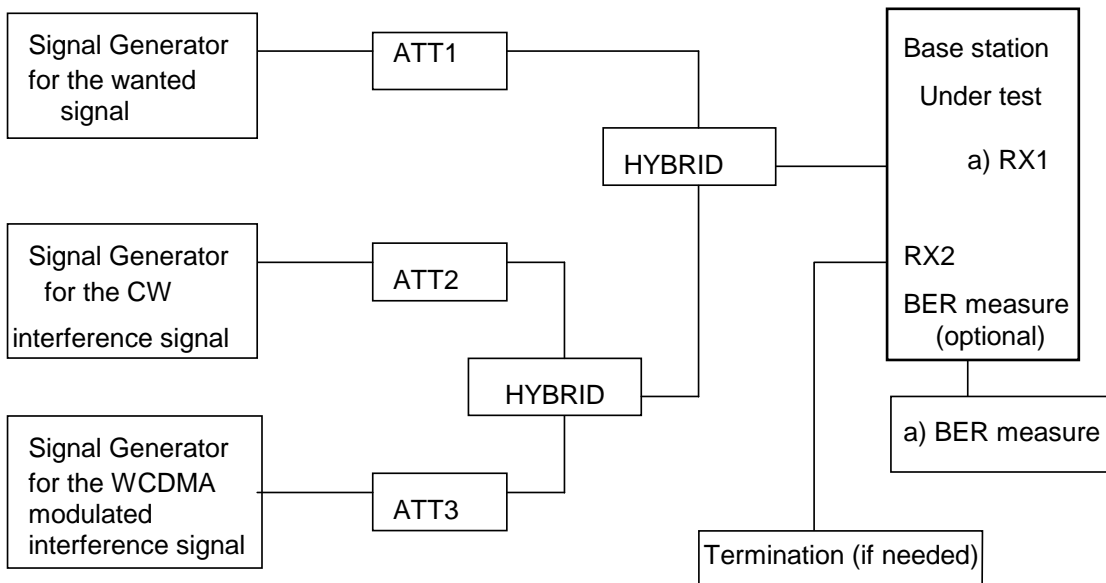 Signal Generator
for the wanted
signal
ATT1
HYBRID
Base station
Under test
a) RX1
RX2
BER measure
(optional)
Signal Generator
for the CW
interference signal
ATT2
HYBRID
Signal Generator
for the WCDMA
modulated
interference signal
ATT3
a) BER measure
Termination (if needed)